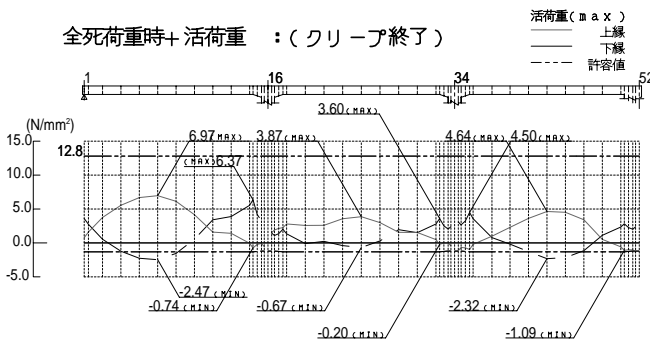 全死荷重時＋活荷重 ：（クリープ終了）
活荷重(max)
上縁
下縁
許容値
1 16 34 52
3.60(MAX)
(N/mm²)
6.97(MAX) 3.87(MAX) 4.64(MAX) 4.50(MAX)
15.0
12.8
(MAX)6.37
10.0
5.0
0.0
-5.0
-2.47(MIN)
-0.74(MIN) -0.67(MIN) -2.32(MIN)
-0.20(MIN) -1.09(MIN)